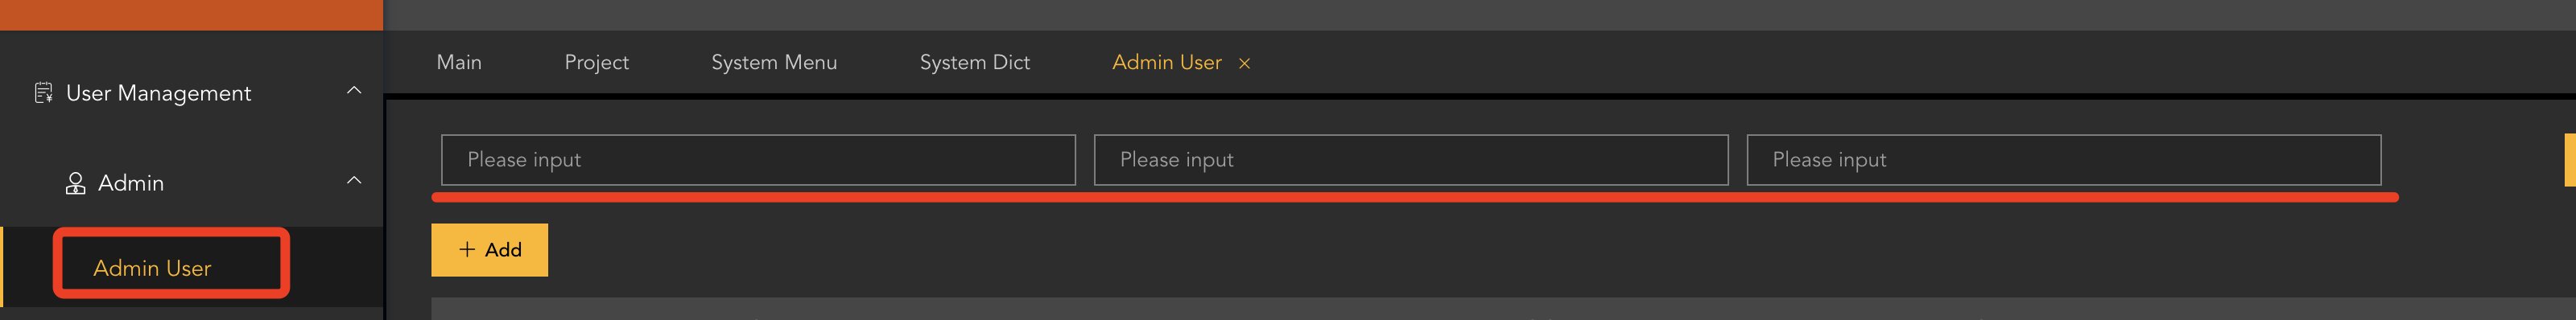 Main Project System Menu System Dict Admin User ×
User Management
Please input Please input Please input
Admin
+ Add
Admin User